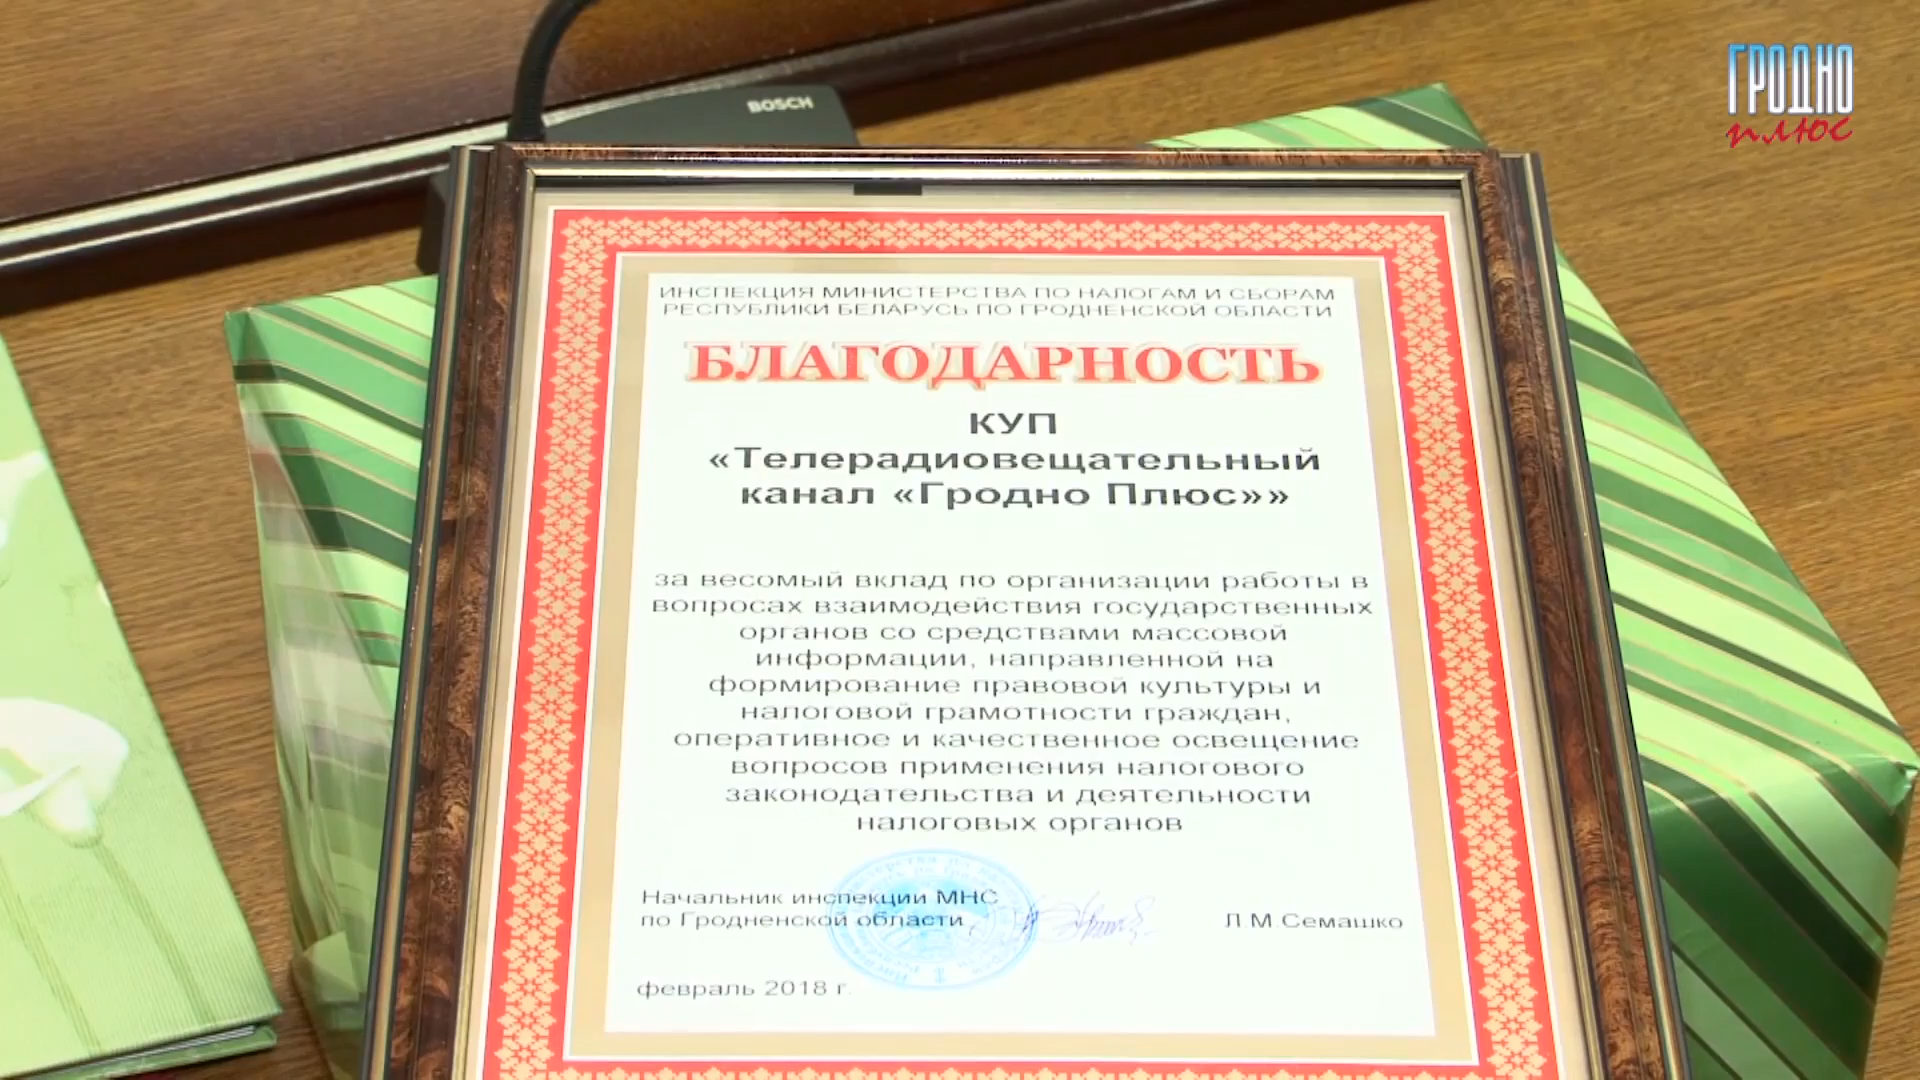 BOSCH
ГРОДНО
плюс
ИНСПЕКЦИЯ МИНИСТЕРСТВА ПО НАЛОГАМ И СБОРАМ
РЕСПУБЛИКИ БЕЛАРУСЬ ПО ГРОДНЕНСКОЙ ОБЛАСТИ
БЛАГОДАРНОСТЬ
КУП
«Телерадиовещательный
канал «Гродно Плюс»»
за весомый вклад по организации работы в
вопросах взаимодействия государственных
органов со средствами массовой
информации, направленной на
формирование правовой культуры и
налоговой грамотности граждан,
оперативное и качественное освещение
вопросов применения налогового
законодательства и деятельности
налоговых органов
Начальник инспекции МНС
по Гродненской области
Л.М.Семашко
февраль 2018 г.